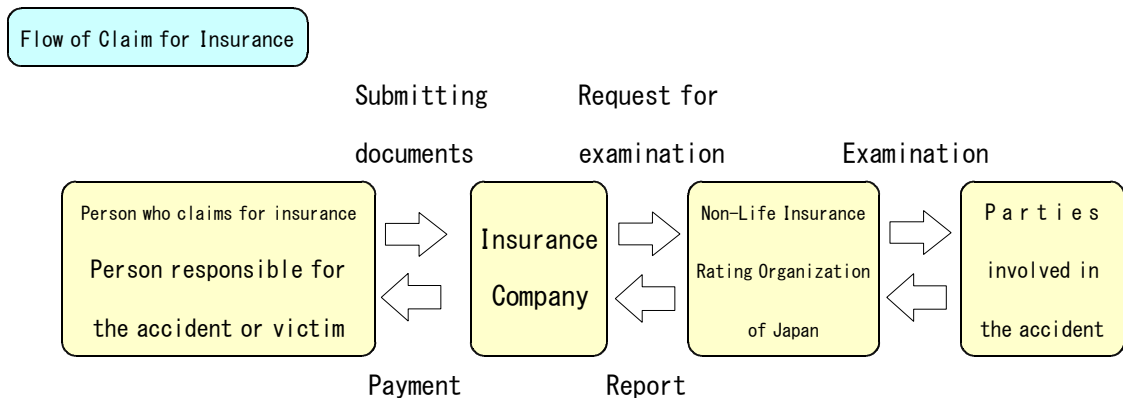 Flow of Claim for Insurance
Submitting
documents
Request for
examination
Examination
Person who claims for insurance
Person responsible for
the accident or victim
Insurance
Company
Non-Life Insurance
Rating Organization
of Japan
Parties
involved in
the accident
Payment
Report